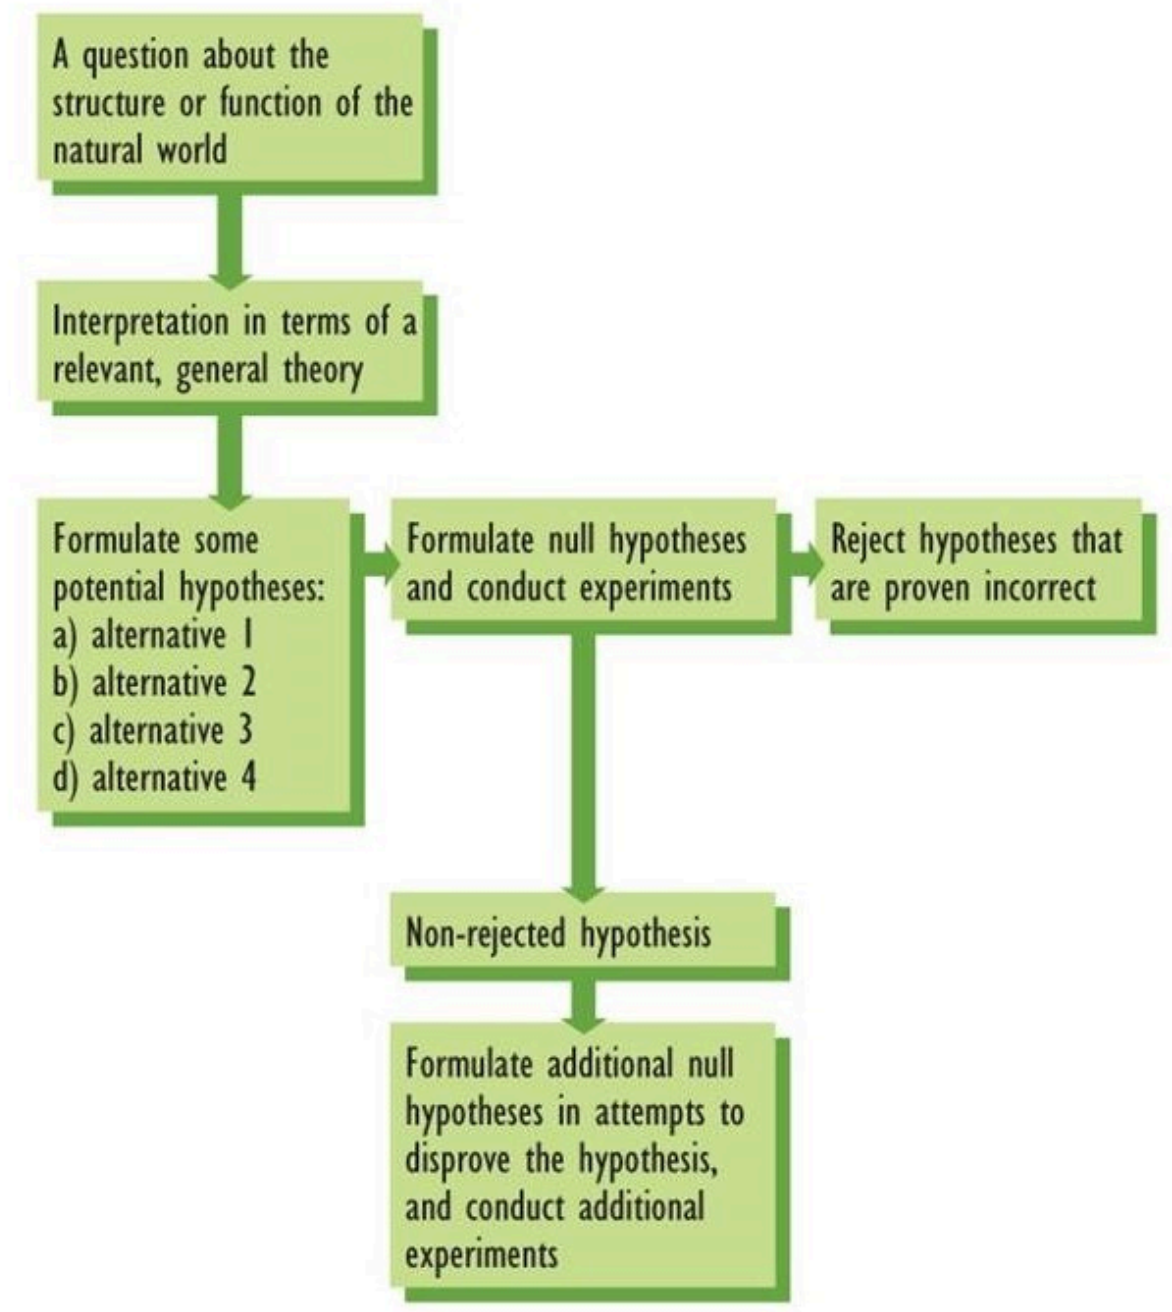 A question about the
structure or function of the
natural world
Interpretation in terms of a
relevant, general theory
Formulate some
potential hypotheses:
a) alternative 1
b) alternative 2
c) alternative 3
d) alternative 4
Formulate null hypotheses
and conduct experiments
Reject hypotheses that
are proven incorrect
Non-rejected hypothesis
Formulate additional null
hypotheses in attempts to
disprove the hypothesis,
and conduct additional
experiments